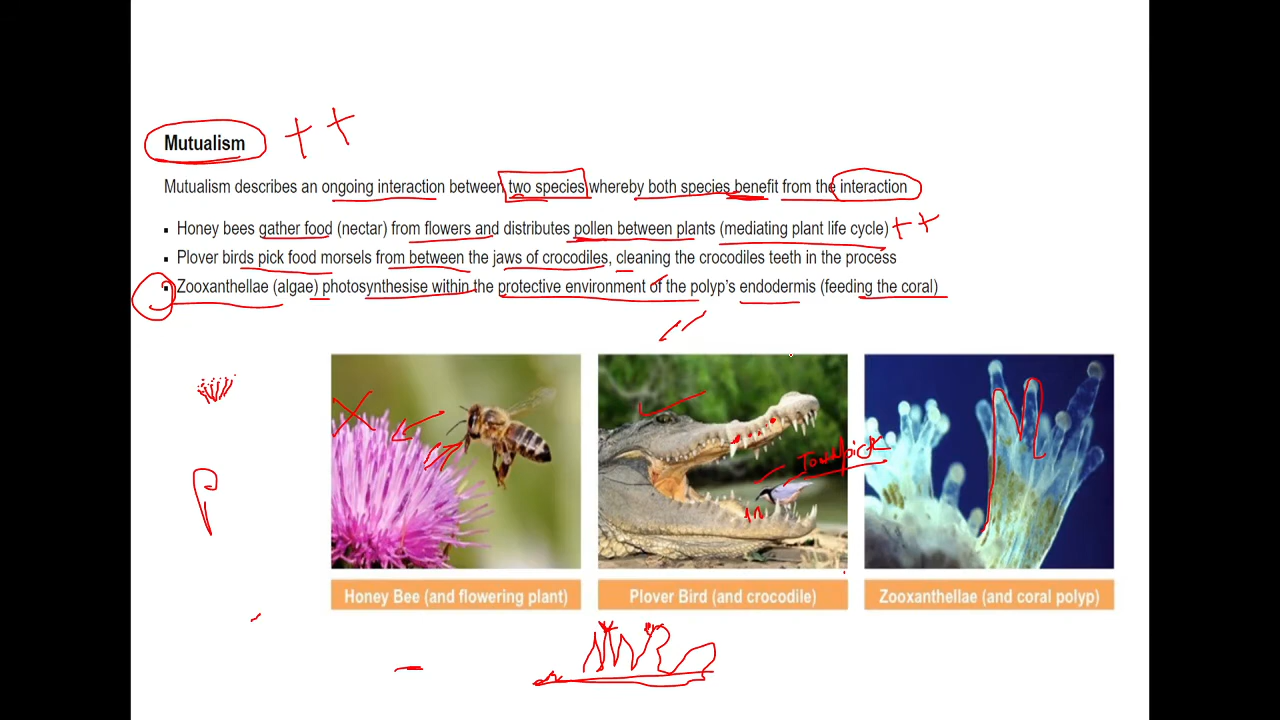 Mutualism ++
Mutualism describes an ongoing interaction between two species whereby both species benefit from the interaction
▪ Honey bees gather food (nectar) from flowers and distributes pollen between plants (mediating plant life cycle) ++
▪ Plover birds pick food morsels from between the jaws of crocodiles, cleaning the crocodiles teeth in the process
▪ Zooxanthellae (algae) photosynthesise within the protective environment of the polyp's endodermis (feeding the coral)
Honey Bee (and flowering plant)
Plover Bird (and crocodile)
Zooxanthellae (and coral polyp)